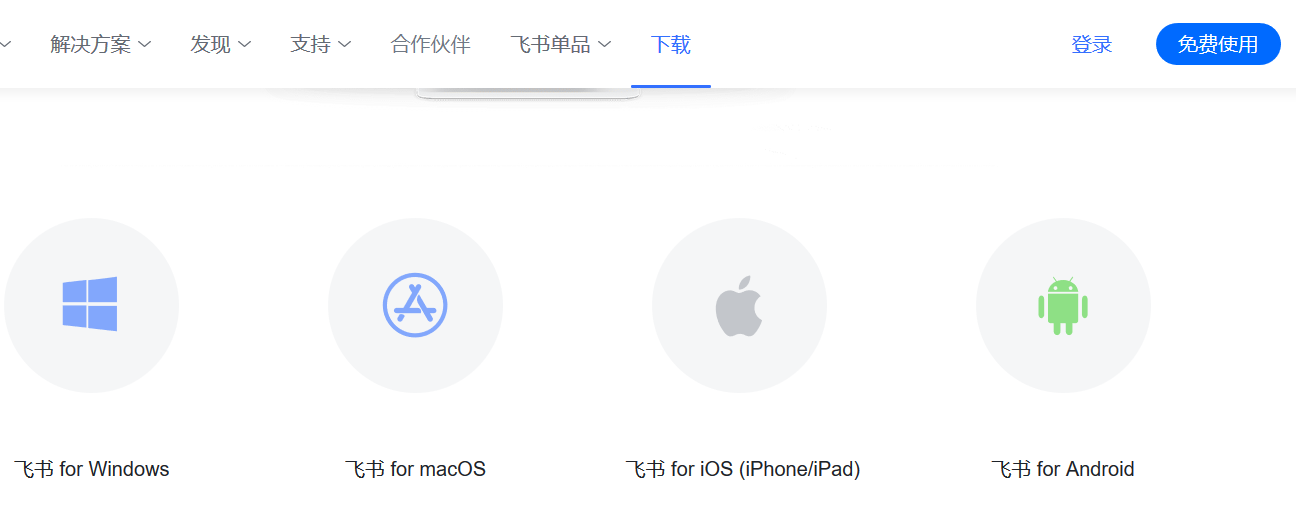 解决方案 发现 支持 合作伙伴 飞书单品 下载 登录 免费使用
飞书 for Windows 飞书 for macOS 飞书 for iOS (iPhone/iPad) 飞书 for Android